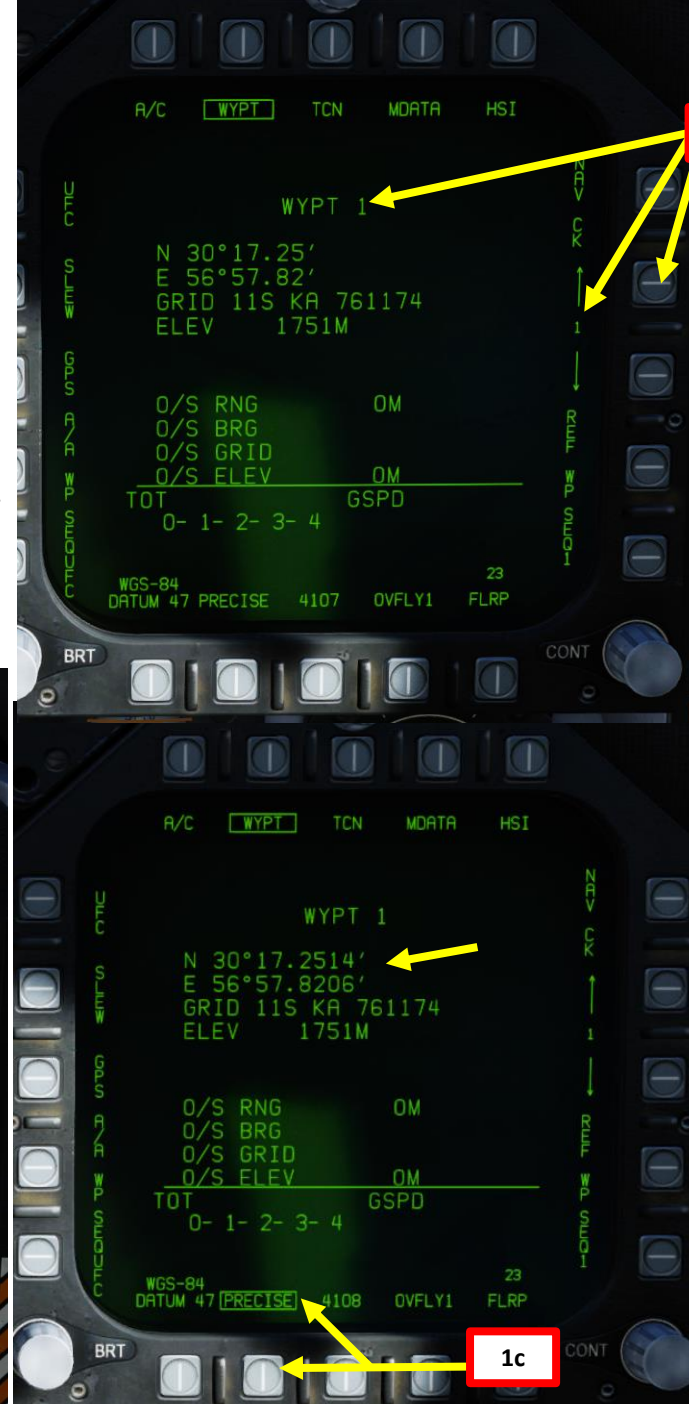 A/C WYPT TCN MDATA HSI
UFC
NAV CK
WYPT 1
N 30°17.25′
E 56°57.82′
GRID 11S KA 761174
ELEV 1751M
SLEW
1
GPS
O/S RNG 0M
O/S BRG
O/S GRID
O/S ELEV 0M
A/A WP
REF WP
TOT GSPD
0- 1- 2- 3- 4
SEQUFC
SEQ1
WGS-84 23
DATUM 47 PRECISE 4107 OVFLY1 FLRP
BRT CONT
A/C WYPT TCN MDATA HSI
UFC
NAV CK
WYPT 1
N 30°17.2514′
E 56°57.8206′
GRID 11S KA 761174
ELEV 1751M
SLEW
1
GPS
O/S RNG 0M
O/S BRG
O/S GRID
O/S ELEV 0M
A/A WP
REF WP
TOT GSPD
0- 1- 2- 3- 4
SEQUFC
SEQ1
WGS-84 23
DATUM 47 PRECISE 4108 OVFLY1 FLRP
BRT CONT
1c